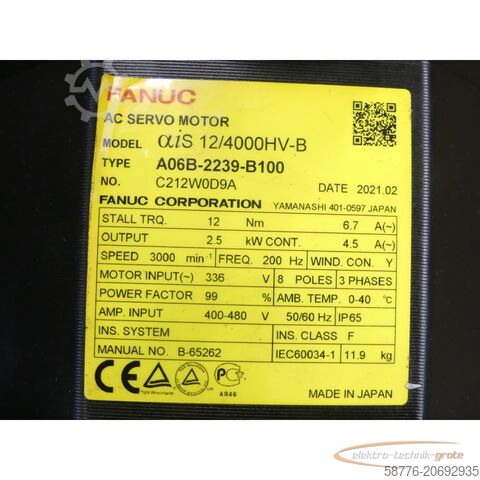 FANUC
AC SERVO MOTOR
MODEL αiS 12/4000HV-B
TYPE A06B-2239-B100
NO. C212W0D9A DATE 2021.02
FANUC CORPORATION YAMANASHI 401-0597 JAPAN
STALL TRQ. 12 Nm 6.7 A(~)
OUTPUT 2.5 kW CONT. 4.5 A(~)
SPEED 3000 min⁻¹ FREQ. 200 Hz WIND. CON. Y
MOTOR INPUT(~) 336 V 8 POLES 3 PHASES
POWER FACTOR 99 % AMB. TEMP. 0-40 °C
AMP. INPUT 400-480 V 50/60 Hz IP65
INS. SYSTEM INS. CLASS F
MANUAL NO. B-65262 IEC60034-1 11.9 kg
CE
AB46
MADE IN JAPAN
elektro-technik-grote.de
58776-20692935